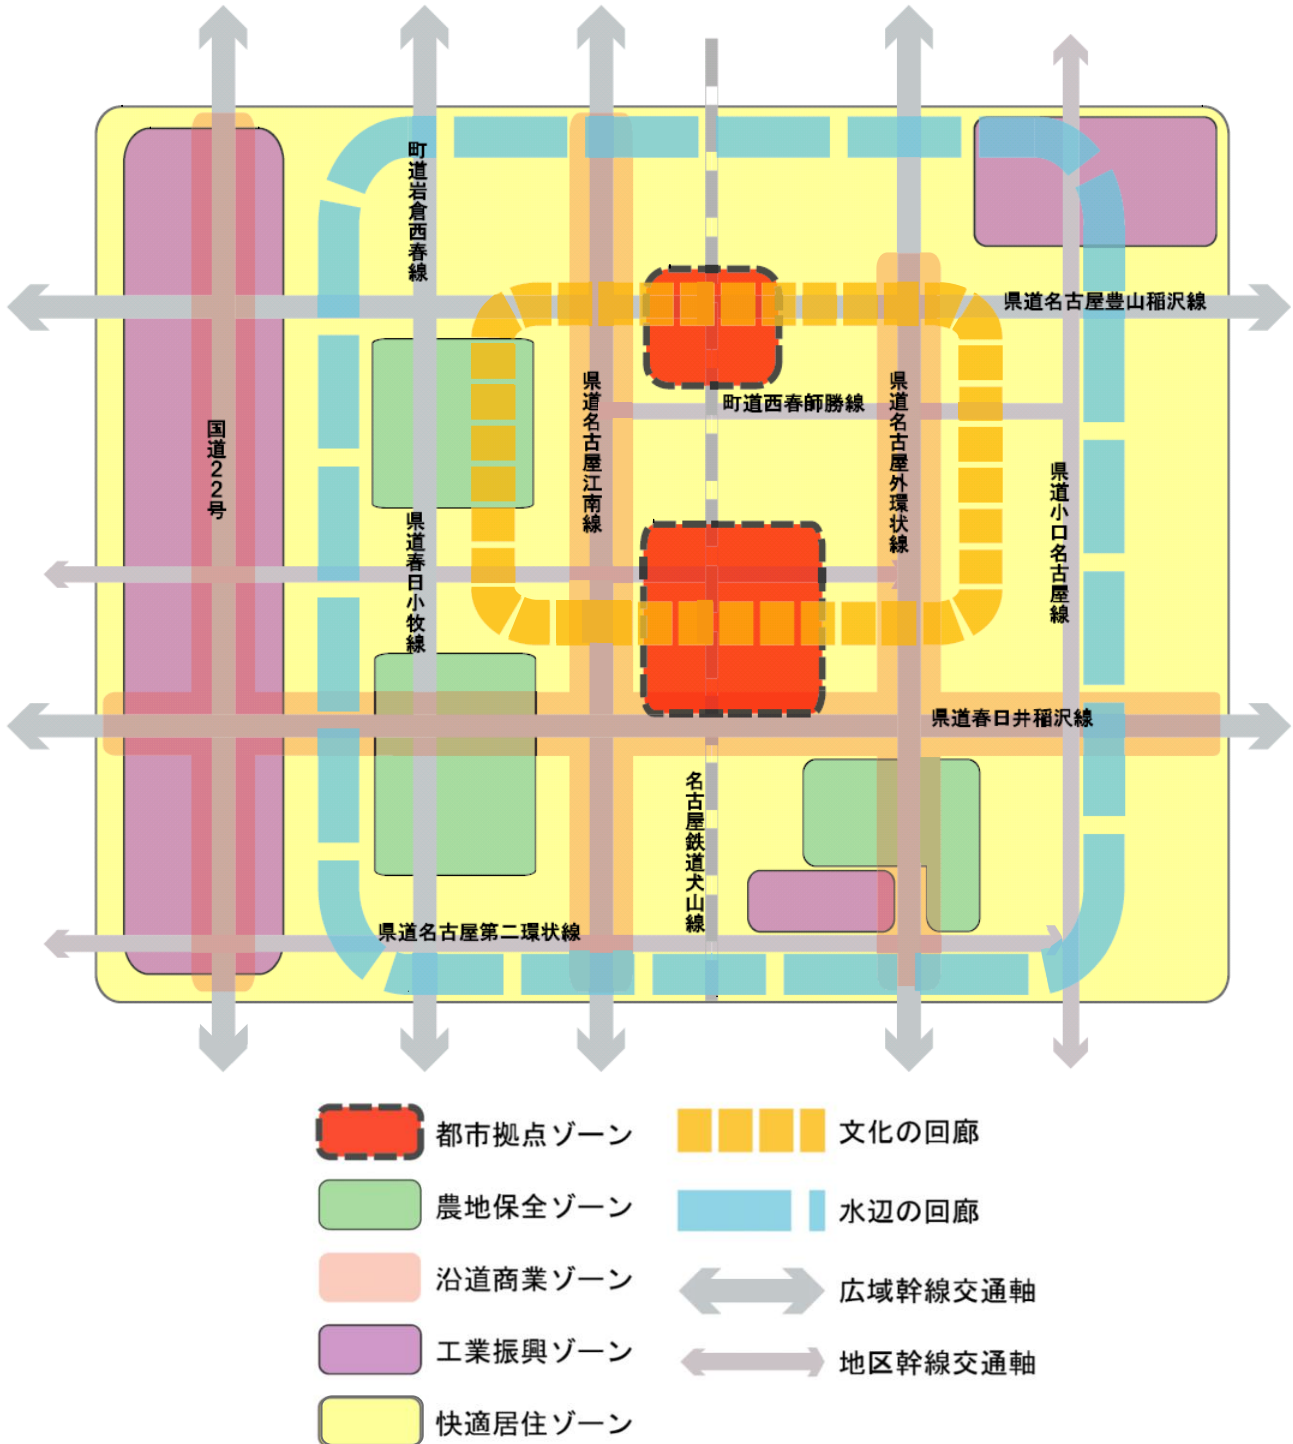 町道岩倉西春線
県道名古屋豊山稲沢線
国道22号
県道名古屋江南線
町道西春師勝線
県道名古屋外環状線
県道小口名古屋線
県道春日小牧線
県道春日井稲沢線
名古屋鉄道犬山線
県道名古屋第二環状線
都市拠点ゾーン
農地保全ゾーン
沿道商業ゾーン
工業振興ゾーン
快適居住ゾーン
文化の回廊
水辺の回廊
広域幹線交通軸
地区幹線交通軸